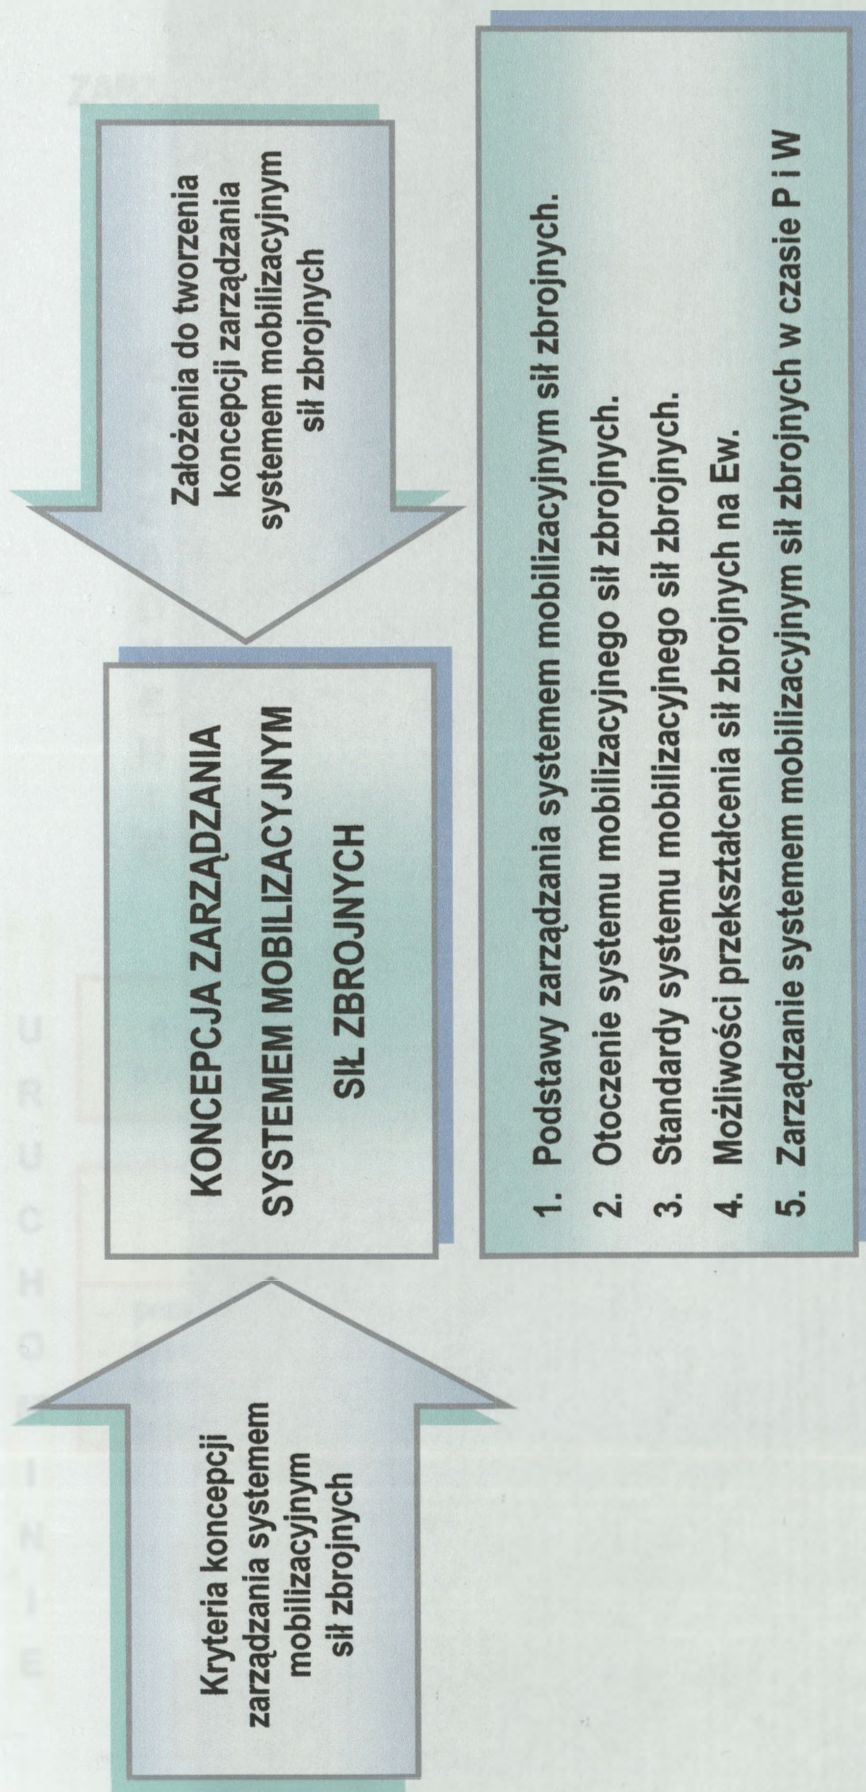 Kryteria koncepcji
zarządzania systemem
mobilizacyjnym
sił zbrojnych
KONCEPCJA ZARZĄDZANIA
SYSTEMEM MOBILIZACYJNYM
SIŁ ZBROJNYCH
Założenia do tworzenia
koncepcji zarządzania
systemem mobilizacyjnym
sił zbrojnych
1. Podstawy zarządzania systemem mobilizacyjnym sił zbrojnych.
2. Otoczenie systemu mobilizacyjnego sił zbrojnych.
3. Standardy systemu mobilizacyjnego sił zbrojnych.
4. Możliwości przekształcenia sił zbrojnych na Ew.
5. Zarządzanie systemem mobilizacyjnym sił zbrojnych w czasie P i W